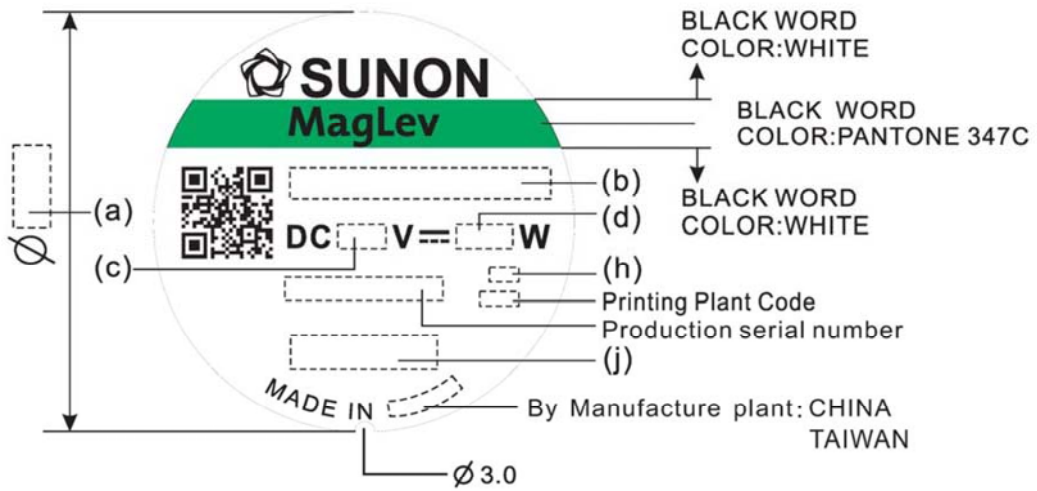 BLACK WORD
COLOR:WHITE
SUNON
MagLev
BLACK WORD
COLOR:PANTONE 347C
(a)
(b)
BLACK WORD
COLOR:WHITE
DC V W
(d)
(c)
(h)
Printing Plant Code
Production serial number
(j)
MADE IN
By Manufacture plant: CHINA
TAIWAN
Ø
Ø 3.0